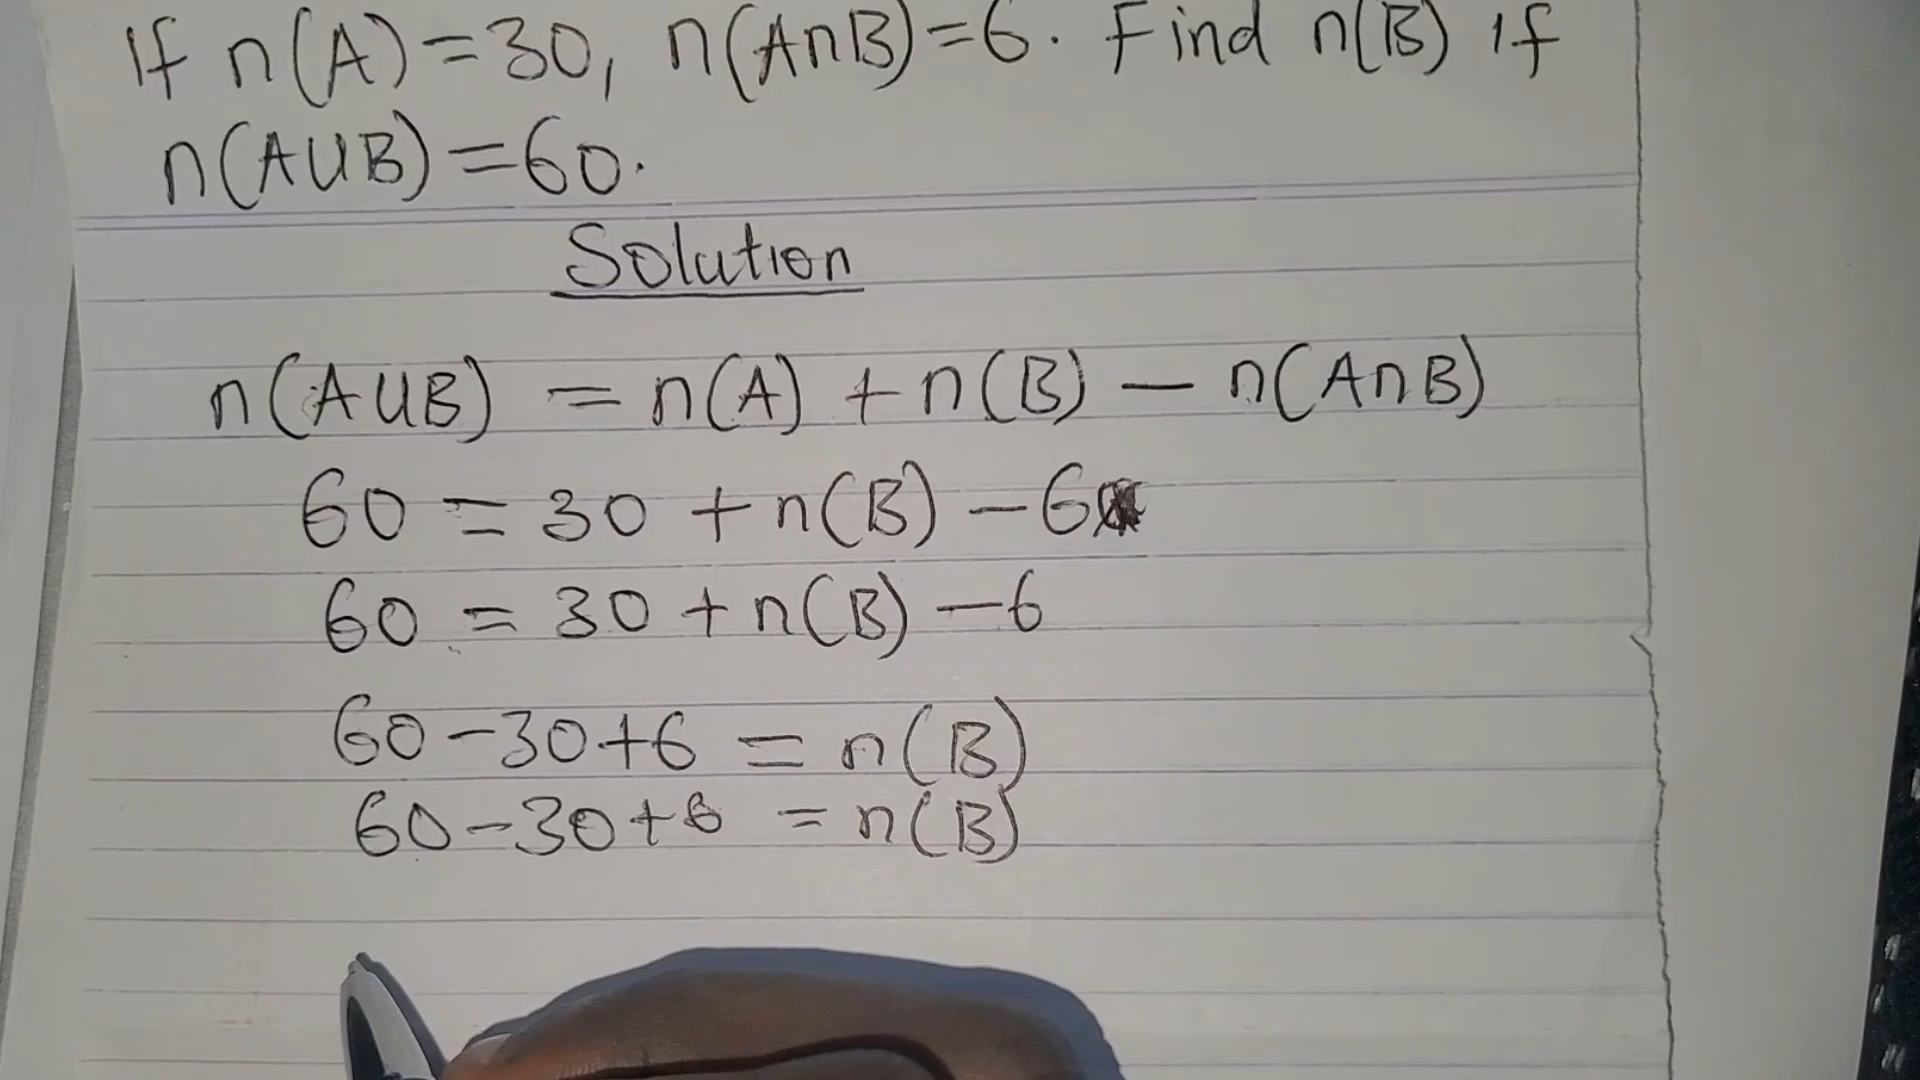 If n(A)=30, n(A∩B)=6. Find n(B) if
n(A∪B)=60.
Solution
n(A∪B) = n(A) + n(B) − n(A∩B)
60 = 30 + n(B) − 6
60 = 30 + n(B) − 6
60 − 30 + 6 = n(B)
60 − 30 + 6 = n(B)